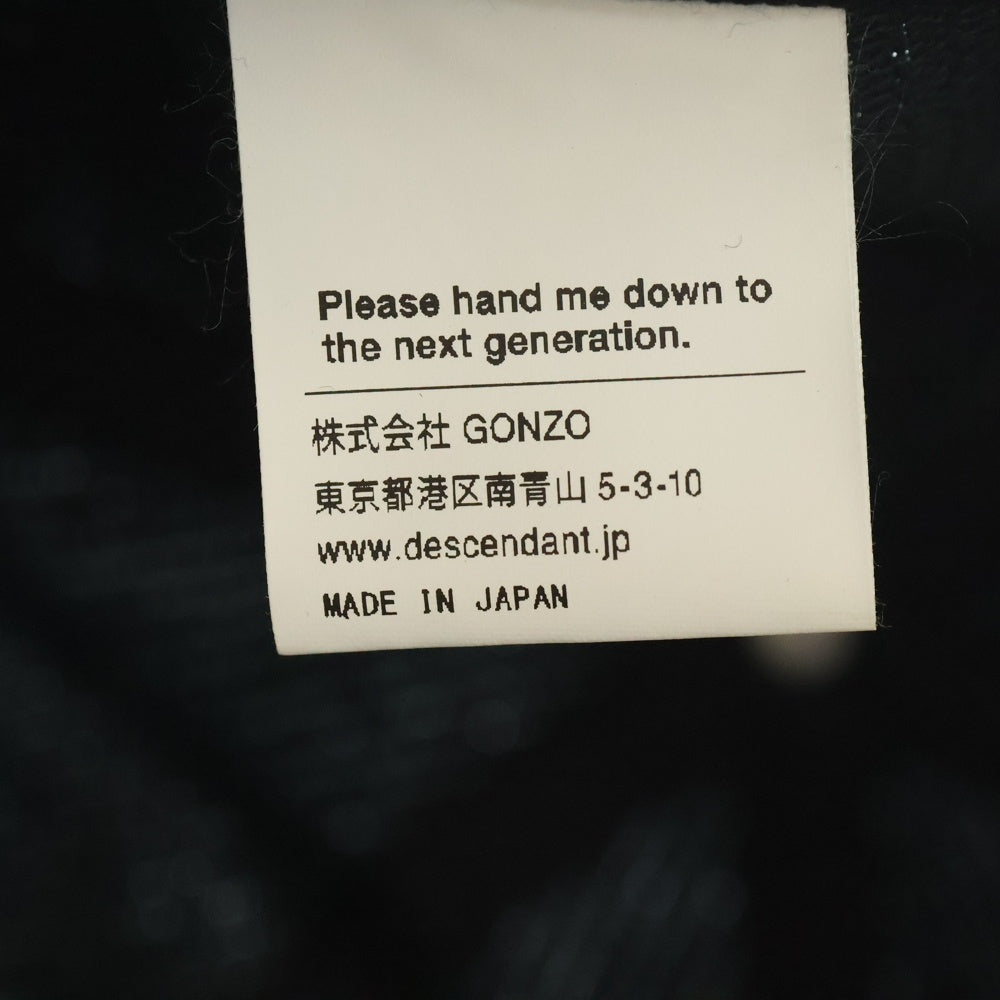 Please hand me down to
the next generation.
株式会社 GONZO
東京都港区南青山 5-3-10
www.descendant.jp
MADE IN JAPAN